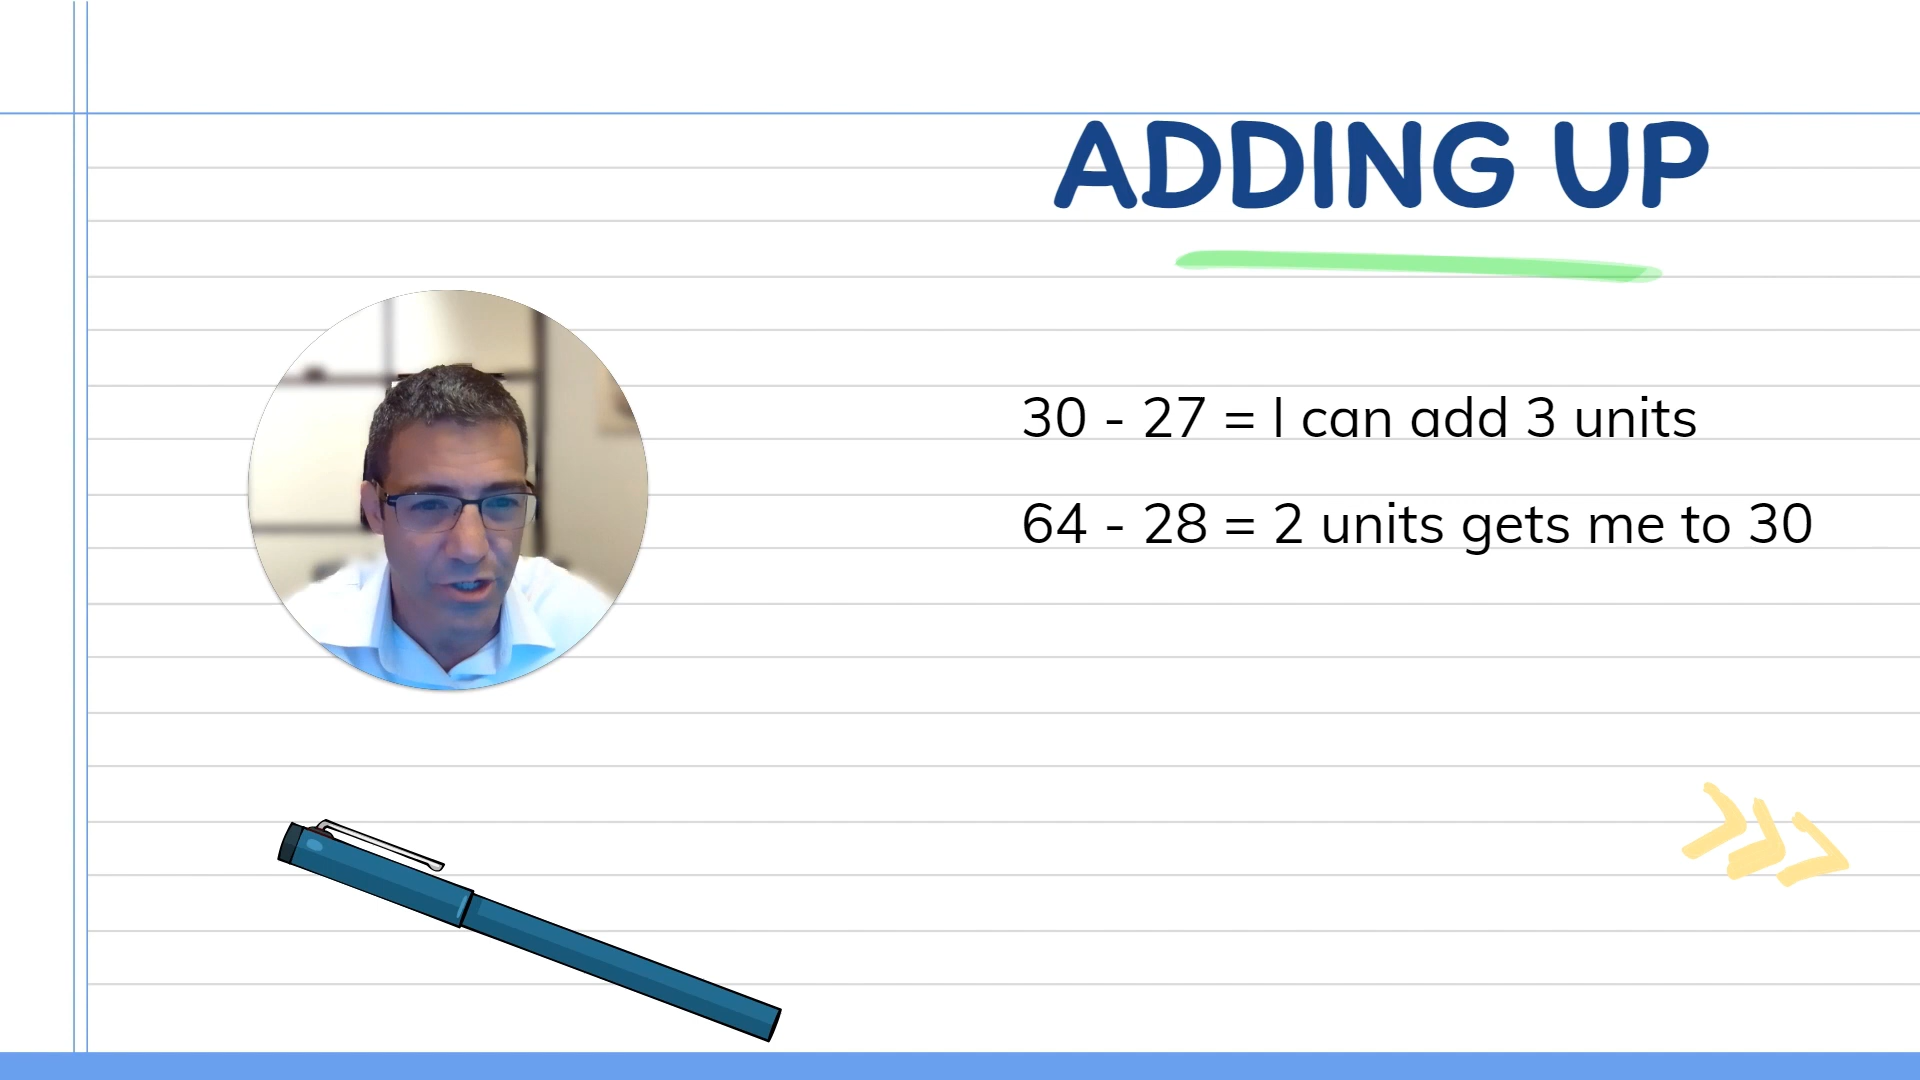 ADDING UP
30 - 27 = I can add 3 units
64 - 28 = 2 units gets me to 30